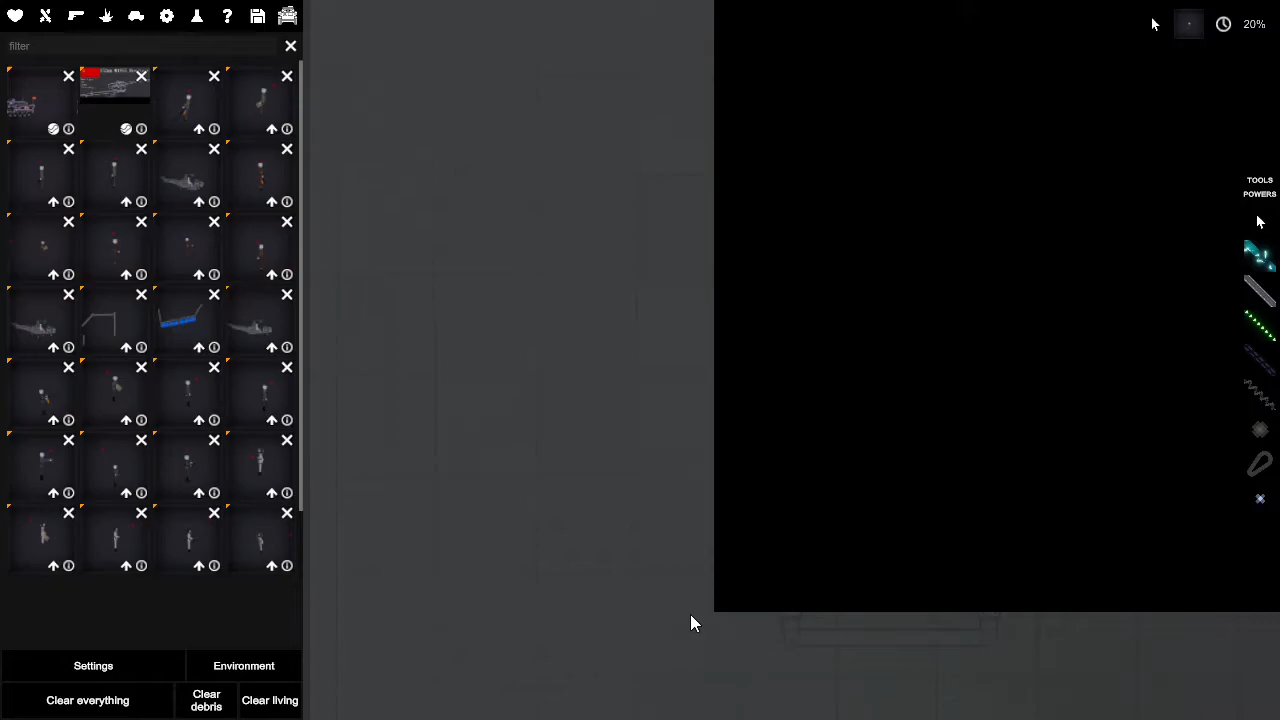 filter
20%
TOOLS
POWERS
Settings
Environment
Clear everything
Clear debris
Clear living